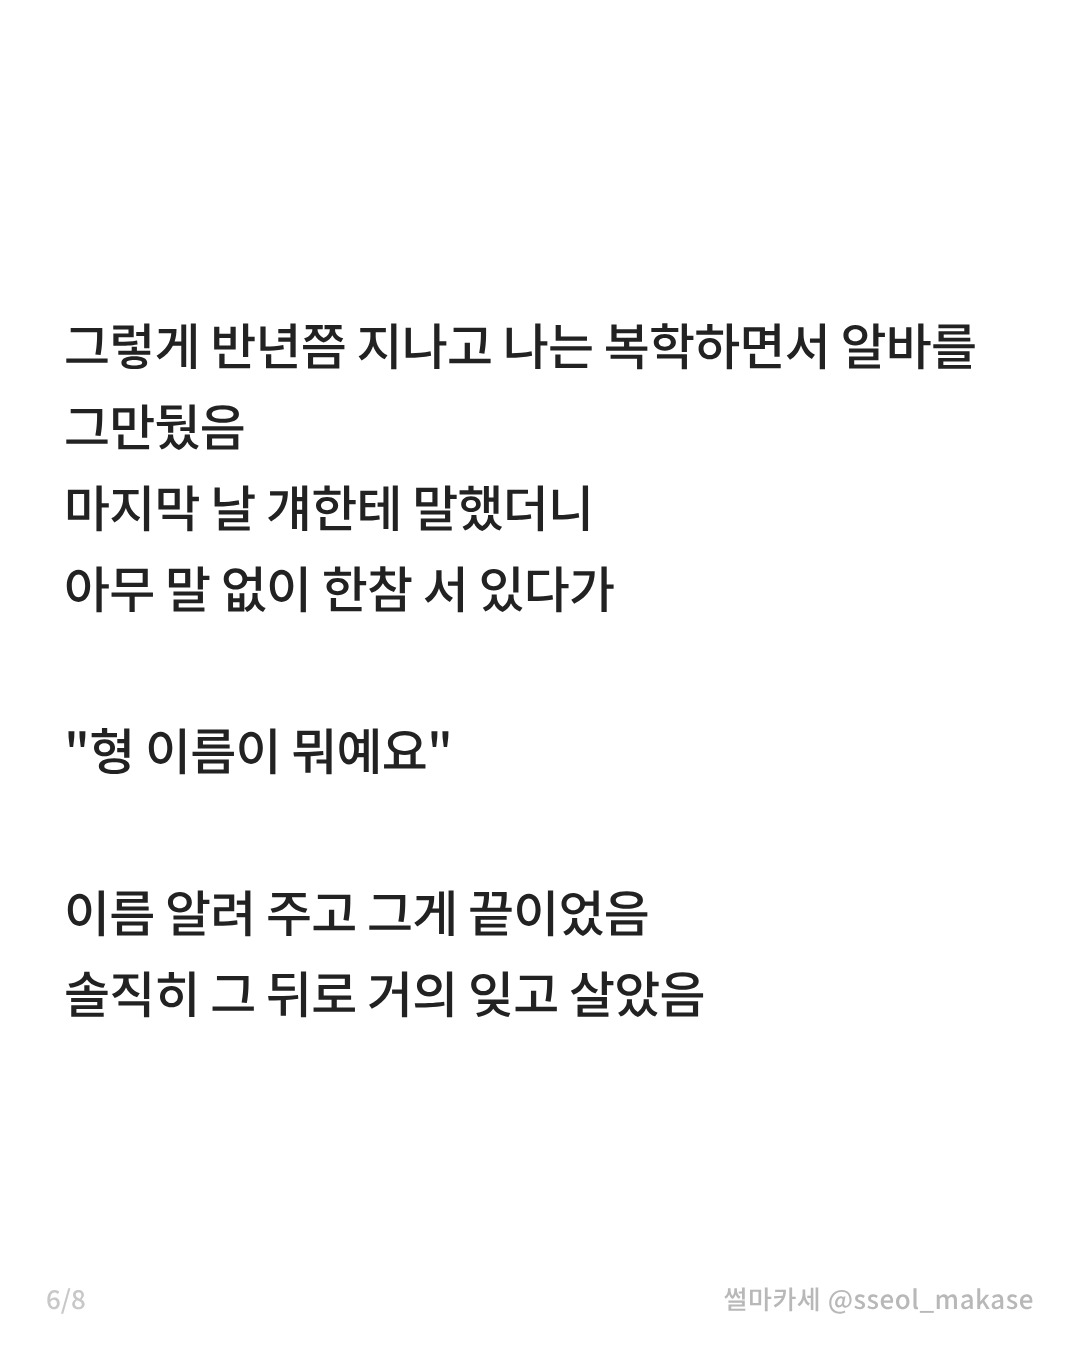 그렇게 반년쯤 지나고 나는 복학하면서 알바를
그만뒀음
마지막 날 걔한테 말했더니
아무 말 없이 한참 서 있다가
"형 이름이 뭐예요"
이름 알려 주고 그게 끝이었음
솔직히 그 뒤로 거의 잊고 살았음
6/8
썰마카세 @sseol_makase